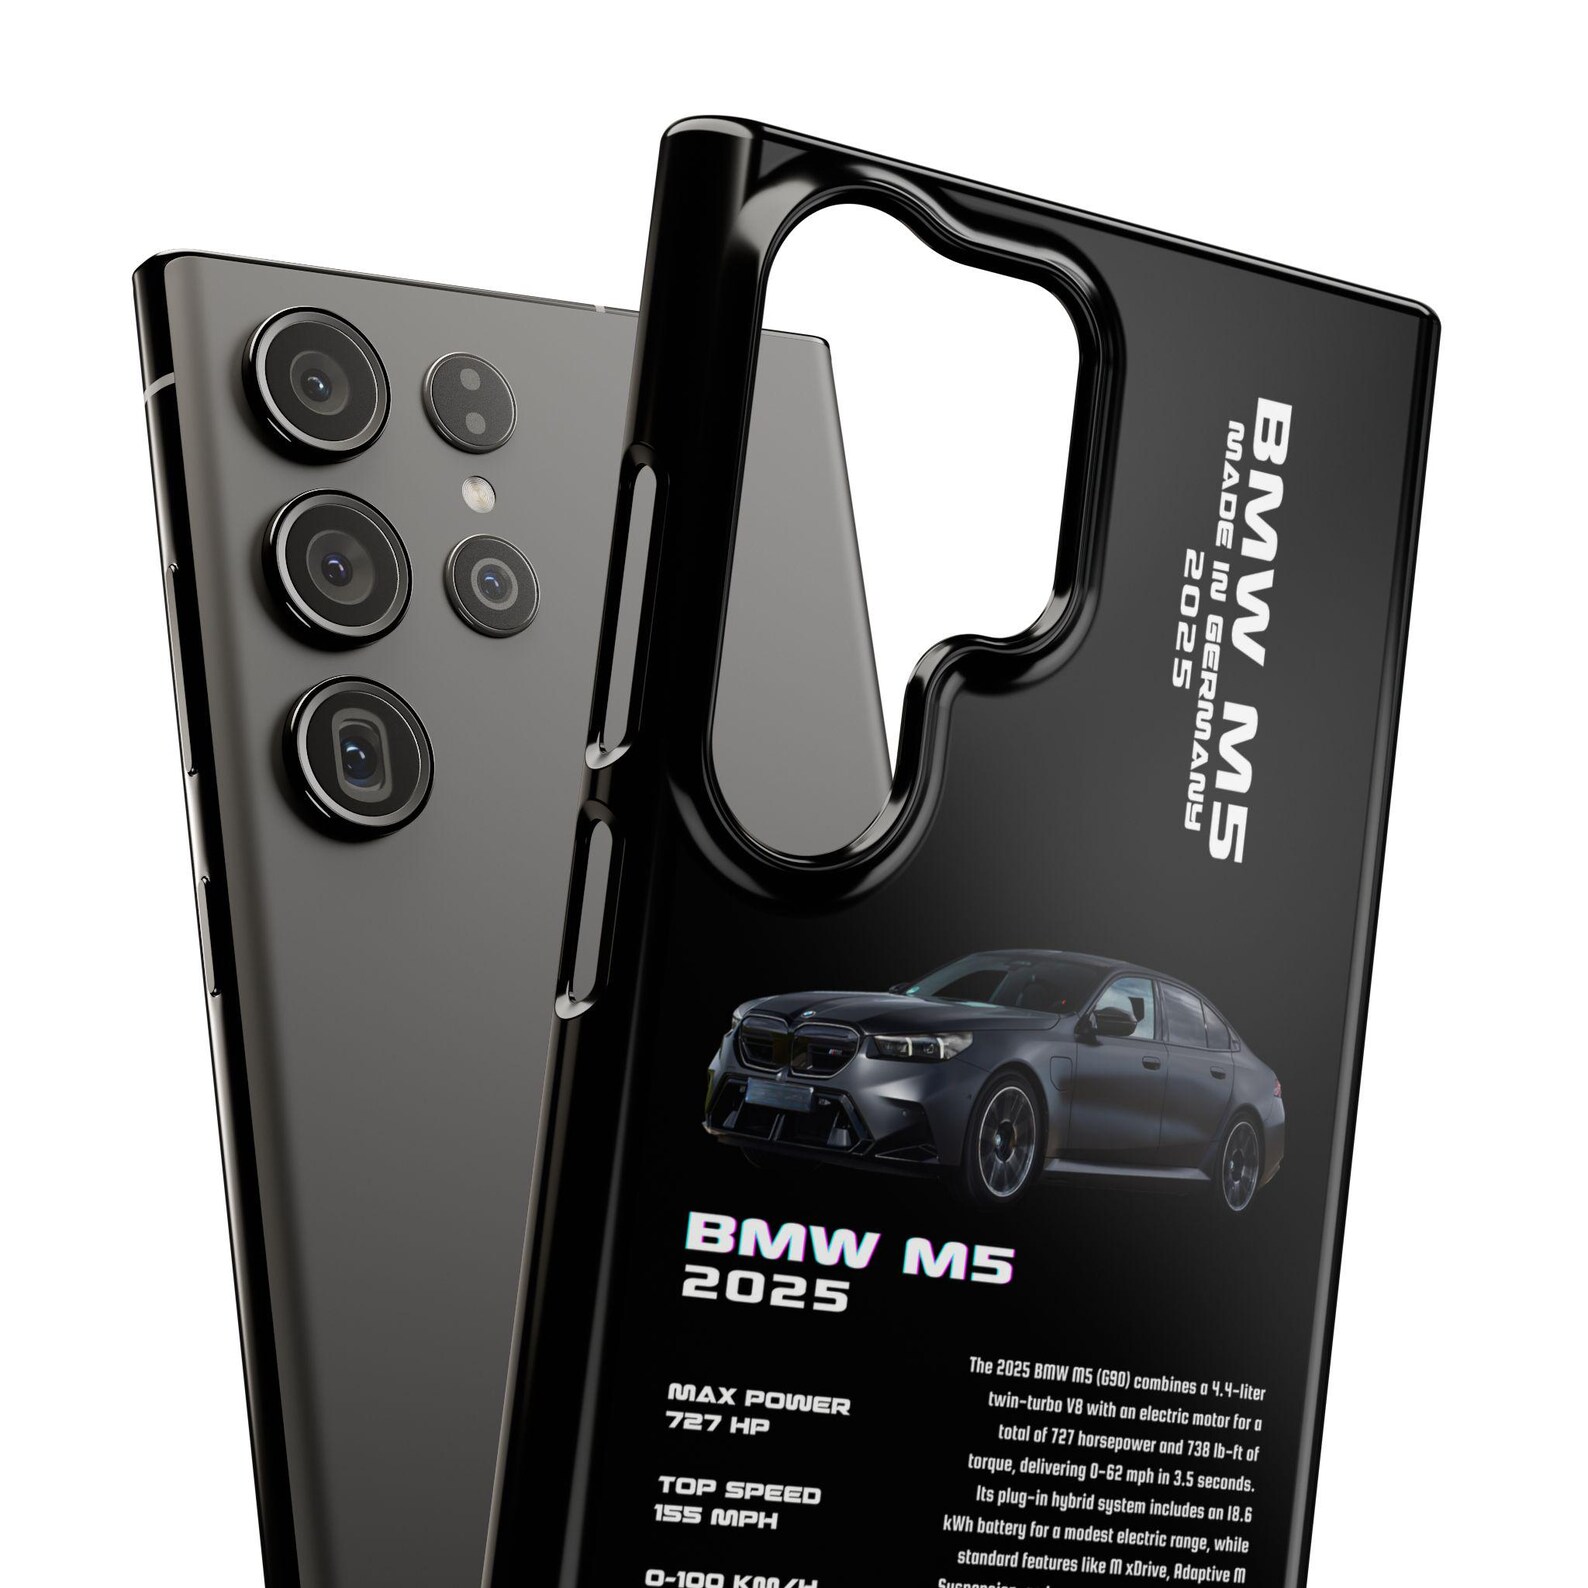 BMW M5
MADE IN GERMANY
2025
BMW M5
2025
MAX POWER
727 HP
TOP SPEED
155 MPH
0-100 KM/H
The 2025 BMW M5 (G90) combines a 4.4-liter
twin-turbo V8 with an electric motor for a
total of 727 horsepower and 738 lb-ft of
torque, delivering 0-62 mph in 3.5 seconds.
Its plug-in hybrid system includes an 18.6
kWh battery for a modest electric range, while
standard features like M xDrive, Adaptive M